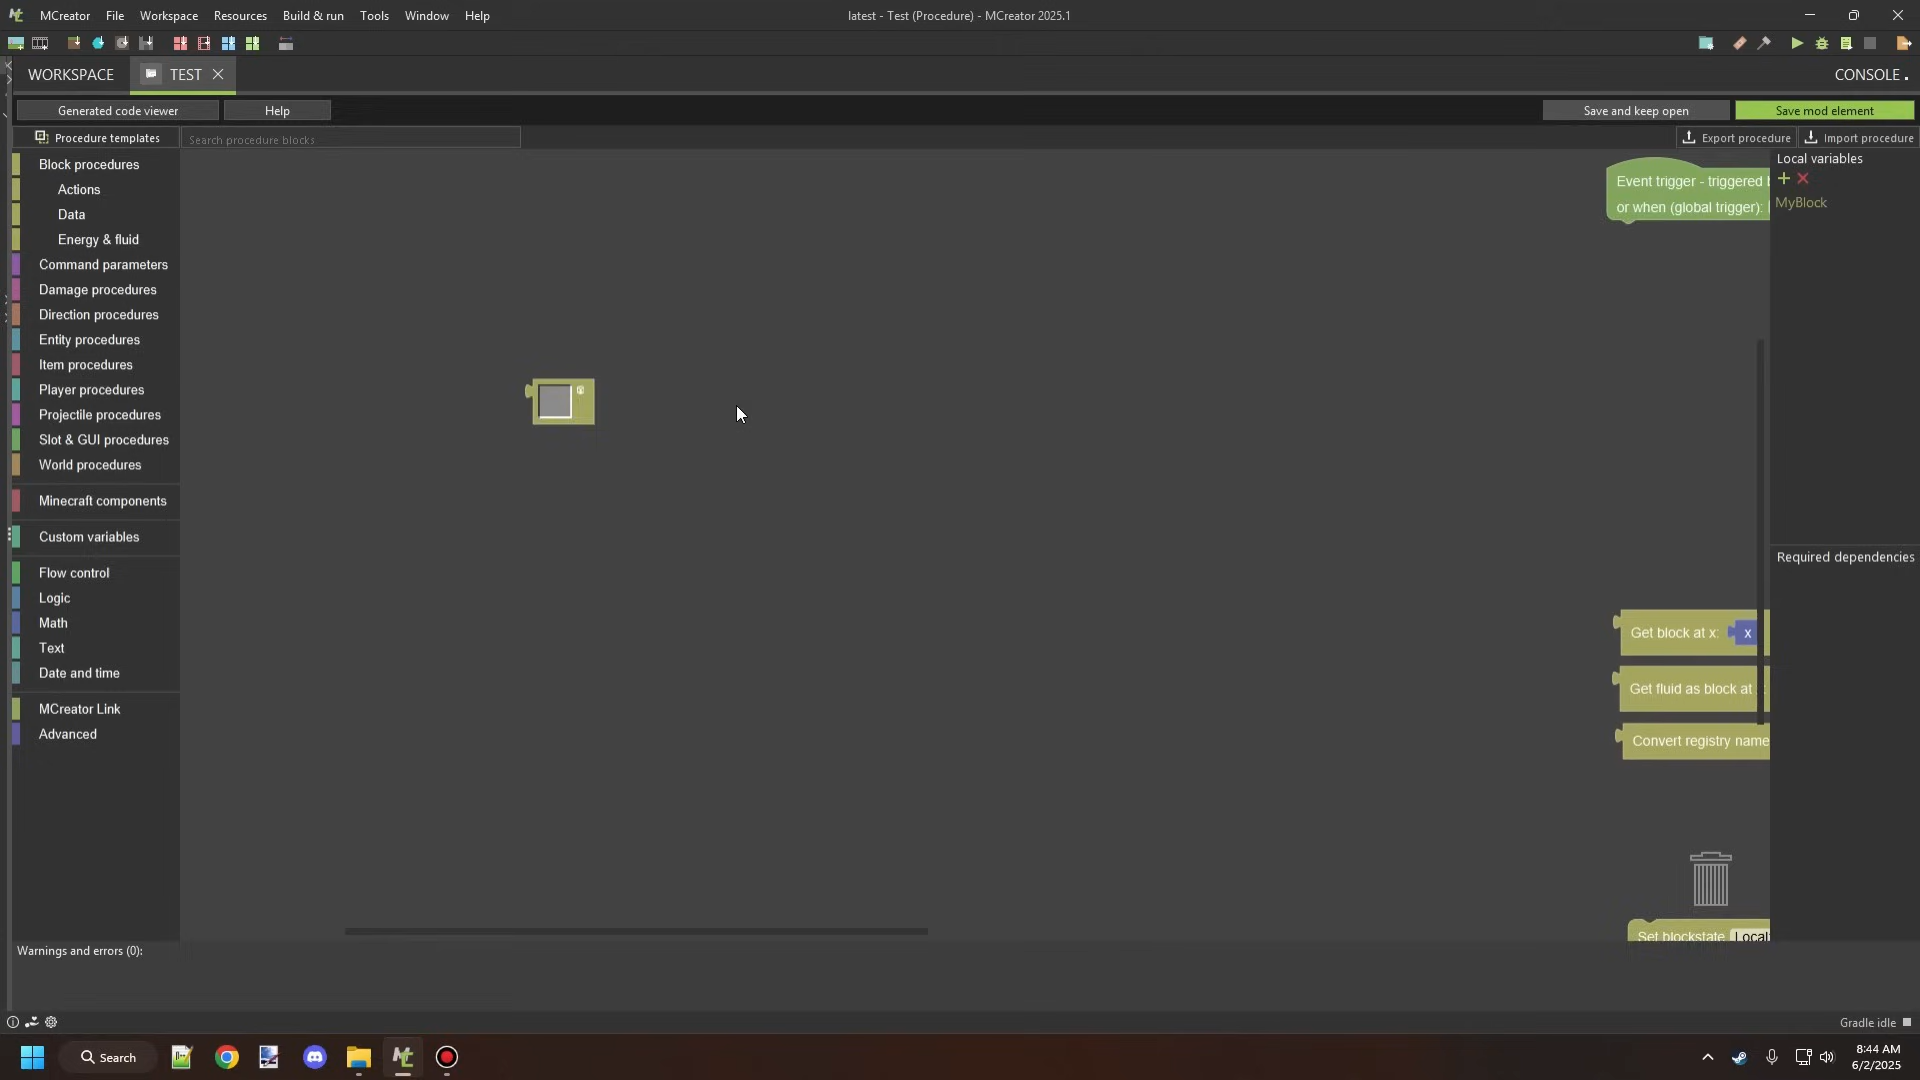 MCreator File Workspace Resources Build & run Tools Window Help
latest - Test (Procedure) - MCreator 2025.1
WORKSPACE
TEST
CONSOLE
Generated code viewer
Help
Save and keep open
Save mod element
Procedure templates
Search procedure blocks
Export procedure
Import procedure
Block procedures
Actions
Data
Energy & fluid
Command parameters
Damage procedures
Direction procedures
Entity procedures
Item procedures
Player procedures
Projectile procedures
Slot & GUI procedures
World procedures
Minecraft components
Custom variables
Flow control
Logic
Math
Text
Date and time
MCreator Link
Advanced
Event trigger - triggered
or when (global trigger):
Get block at x: x
Get fluid as block at
Convert registry name
Set blockstate Local
Local variables
MyBlock
Required dependencies
Warnings and errors (0):
Gradle idle
Search
8:44 AM
6/2/2025